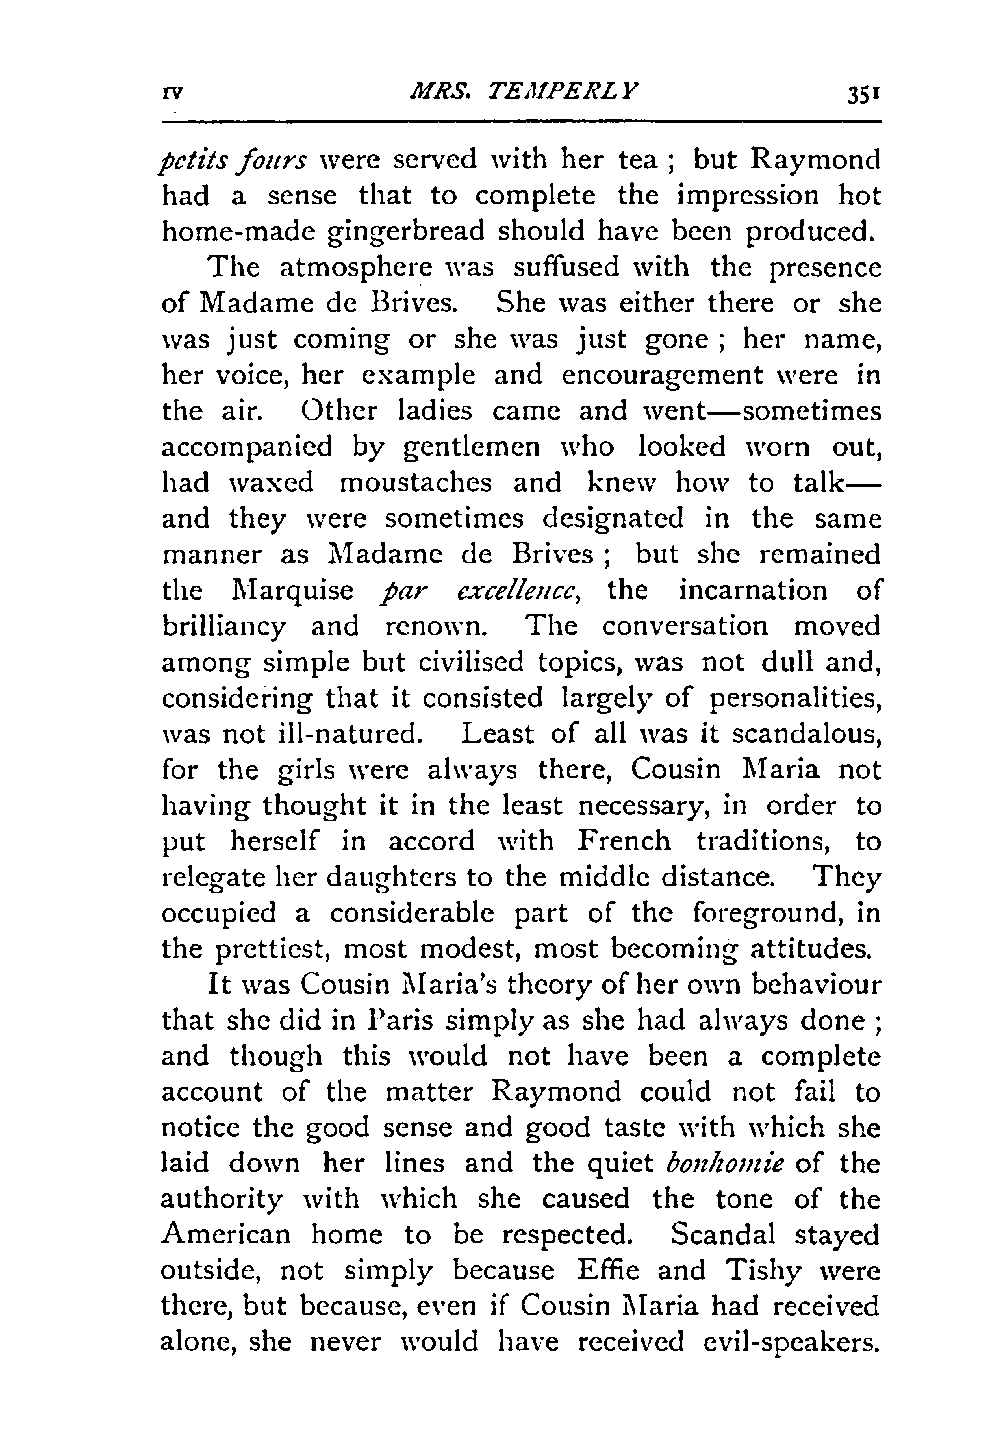 IV MRS. TEMPERLY 351
petits fours were served with her tea ; but Raymond
had a sense that to complete the impression hot
home-made gingerbread should have been produced.
The atmosphere was suffused with the presence
of Madame de Brives. She was either there or she
was just coming or she was just gone ; her name,
her voice, her example and encouragement were in
the air. Other ladies came and went—sometimes
accompanied by gentlemen who looked worn out,
had waxed moustaches and knew how to talk—
and they were sometimes designated in the same
manner as Madame de Brives ; but she remained
the Marquise par excellence, the incarnation of
brilliancy and renown. The conversation moved
among simple but civilised topics, was not dull and,
considering that it consisted largely of personalities,
was not ill-natured. Least of all was it scandalous,
for the girls were always there, Cousin Maria not
having thought it in the least necessary, in order to
put herself in accord with French traditions, to
relegate her daughters to the middle distance. They
occupied a considerable part of the foreground, in
the prettiest, most modest, most becoming attitudes.
It was Cousin Maria's theory of her own behaviour
that she did in Paris simply as she had always done ;
and though this would not have been a complete
account of the matter Raymond could not fail to
notice the good sense and good taste with which she
laid down her lines and the quiet bonhomie of the
authority with which she caused the tone of the
American home to be respected. Scandal stayed
outside, not simply because Effie and Tishy were
there, but because, even if Cousin Maria had received
alone, she never would have received evil-speakers.